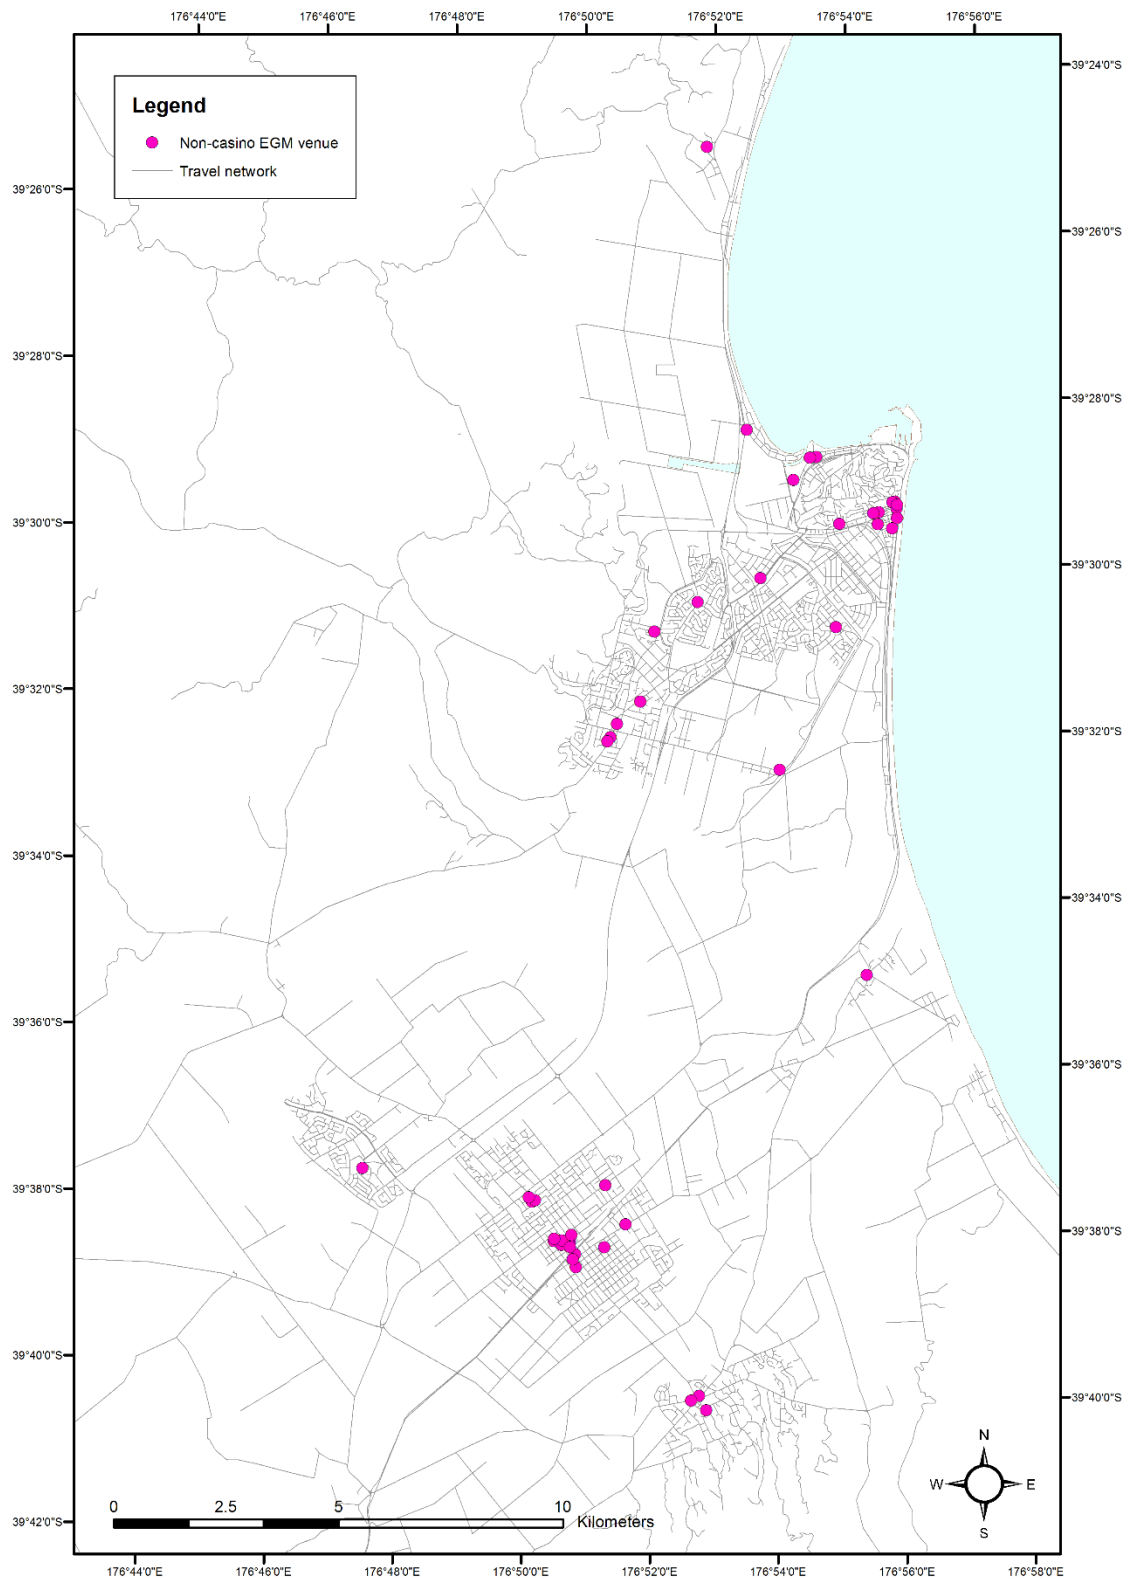 176°44'0"E 176°46'0"E 176°48'0"E 176°50'0"E 176°52'0"E 176°54'0"E 176°56'0"E
Legend
Non-casino EGM venue
Travel network
39°24'0"S
39°26'0"S
39°26'0"S
39°28'0"S
39°28'0"S
39°30'0"S
39°30'0"S
39°32'0"S
39°32'0"S
39°34'0"S
39°34'0"S
39°36'0"S
39°36'0"S
39°38'0"S
39°38'0"S
39°40'0"S
39°40'0"S
N
W E
S
0 2.5 5 10
Kilometers
39°42'0"S
176°44'0"E 176°46'0"E 176°48'0"E 176°50'0"E 176°52'0"E 176°54'0"E 176°56'0"E 176°58'0"E